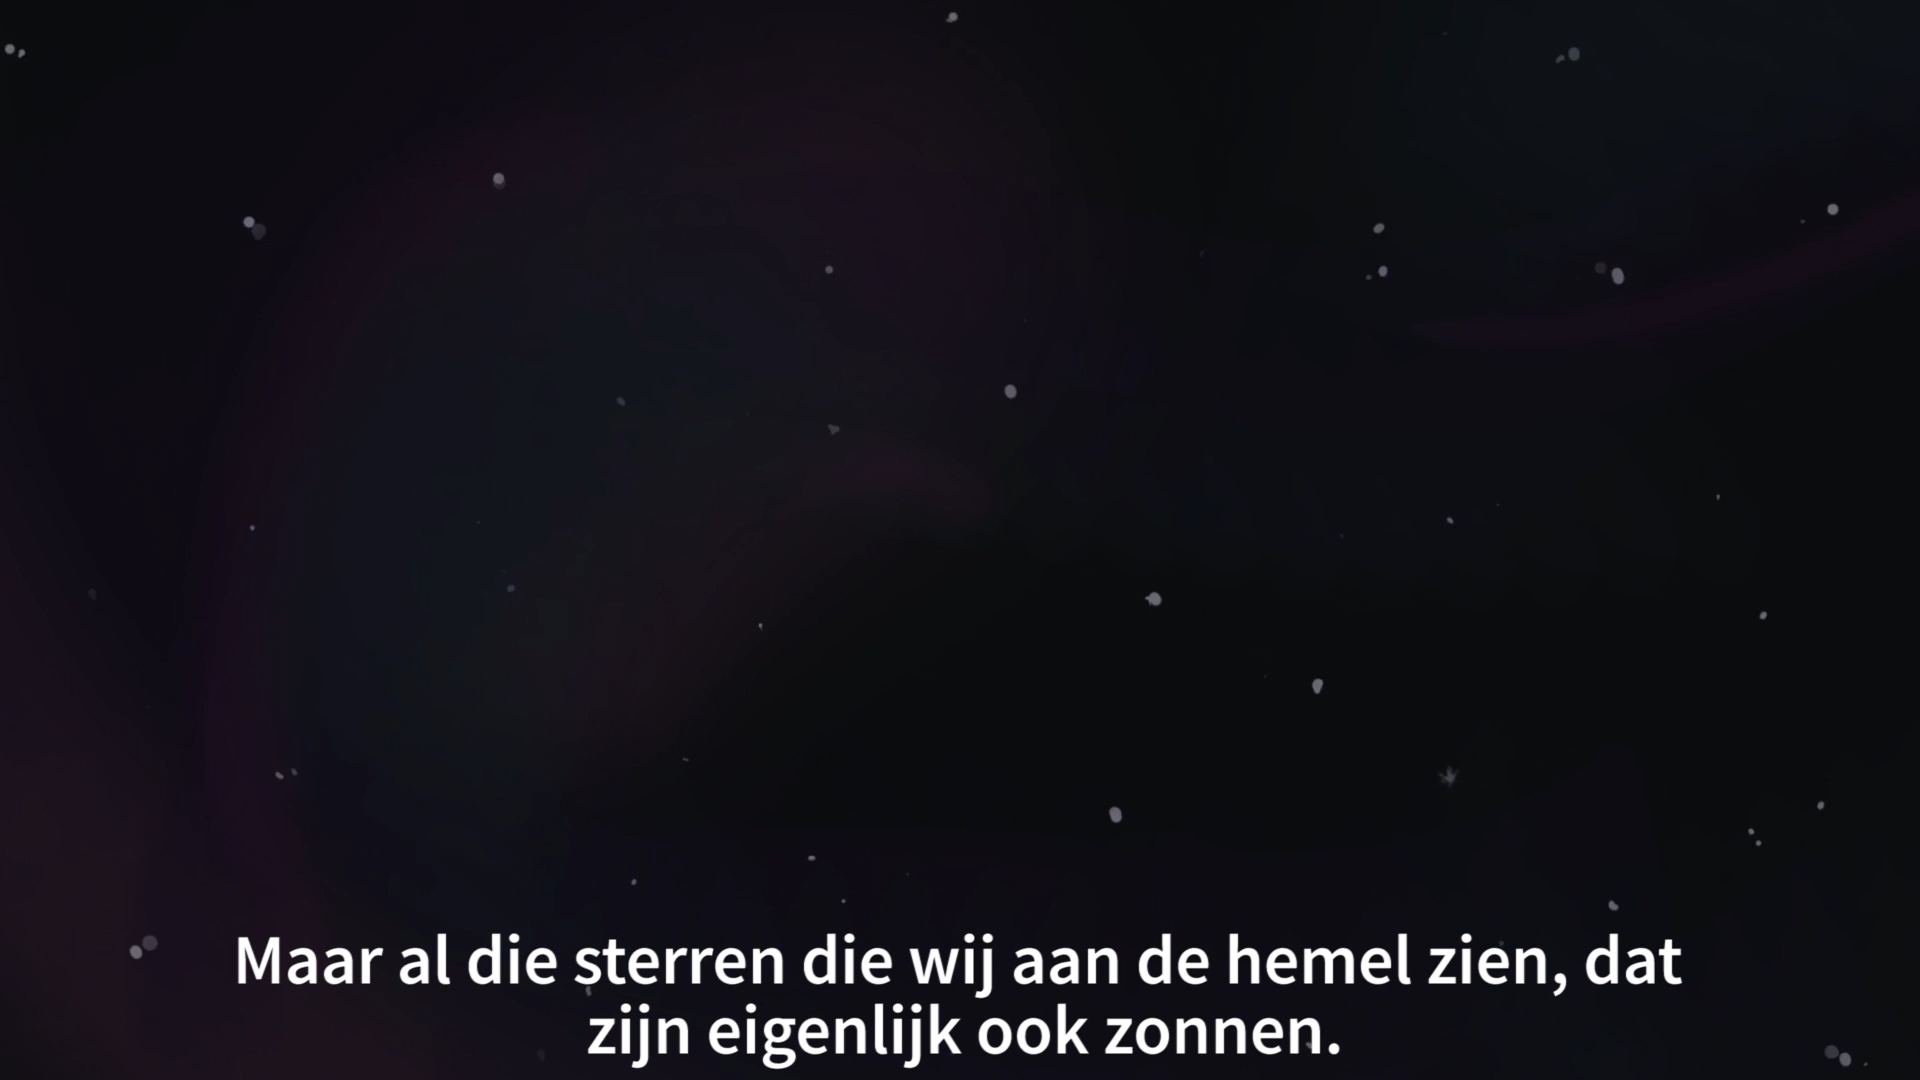 Maar al die sterren die wij aan de hemel zien, dat
zijn eigenlijk ook zonnen.